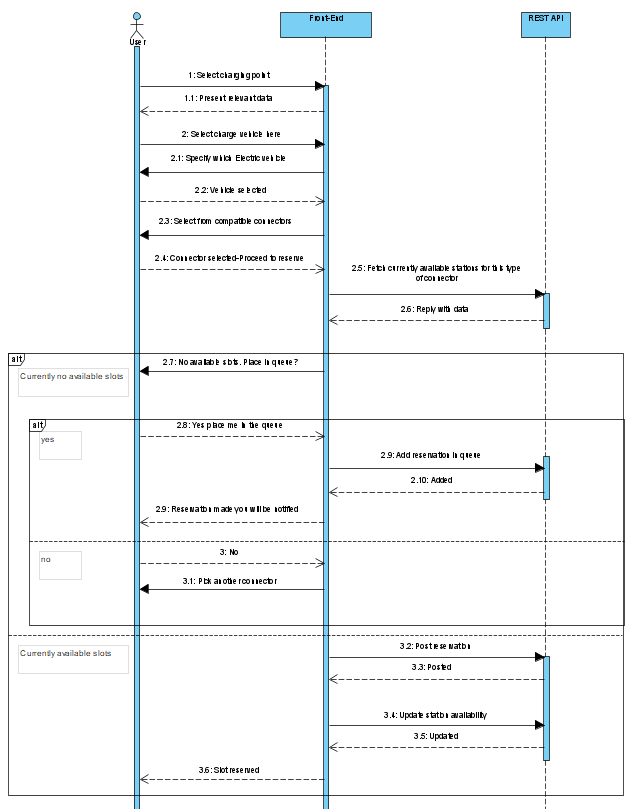 Front-End
REST API
User
1: Select charging point
1.1: Present relevant data
2: Select charge vehicle here
2.1: Specify which Electric vehicle
2.2: Vehicle selected
2.3: Select from compatible connectors
2.4: Connector selected-Proceed to reserve
2.5: Fetch currently available stations for this type
of connector
2.6: Reply with data
alt
2.7: No available slots. Place in queue?
Currently no available slots
alt
2.8: Yes place me in the queue
yes
2.9: Add reservation in queue
2.10: Added
2.9: Reservation made you will be notified
3: No
no
3.1: Pick another connector
3.2: Post reservation
Currently available slots
3.3: Posted
3.4: Update station availability
3.5: Updated
3.6: Slot reserved